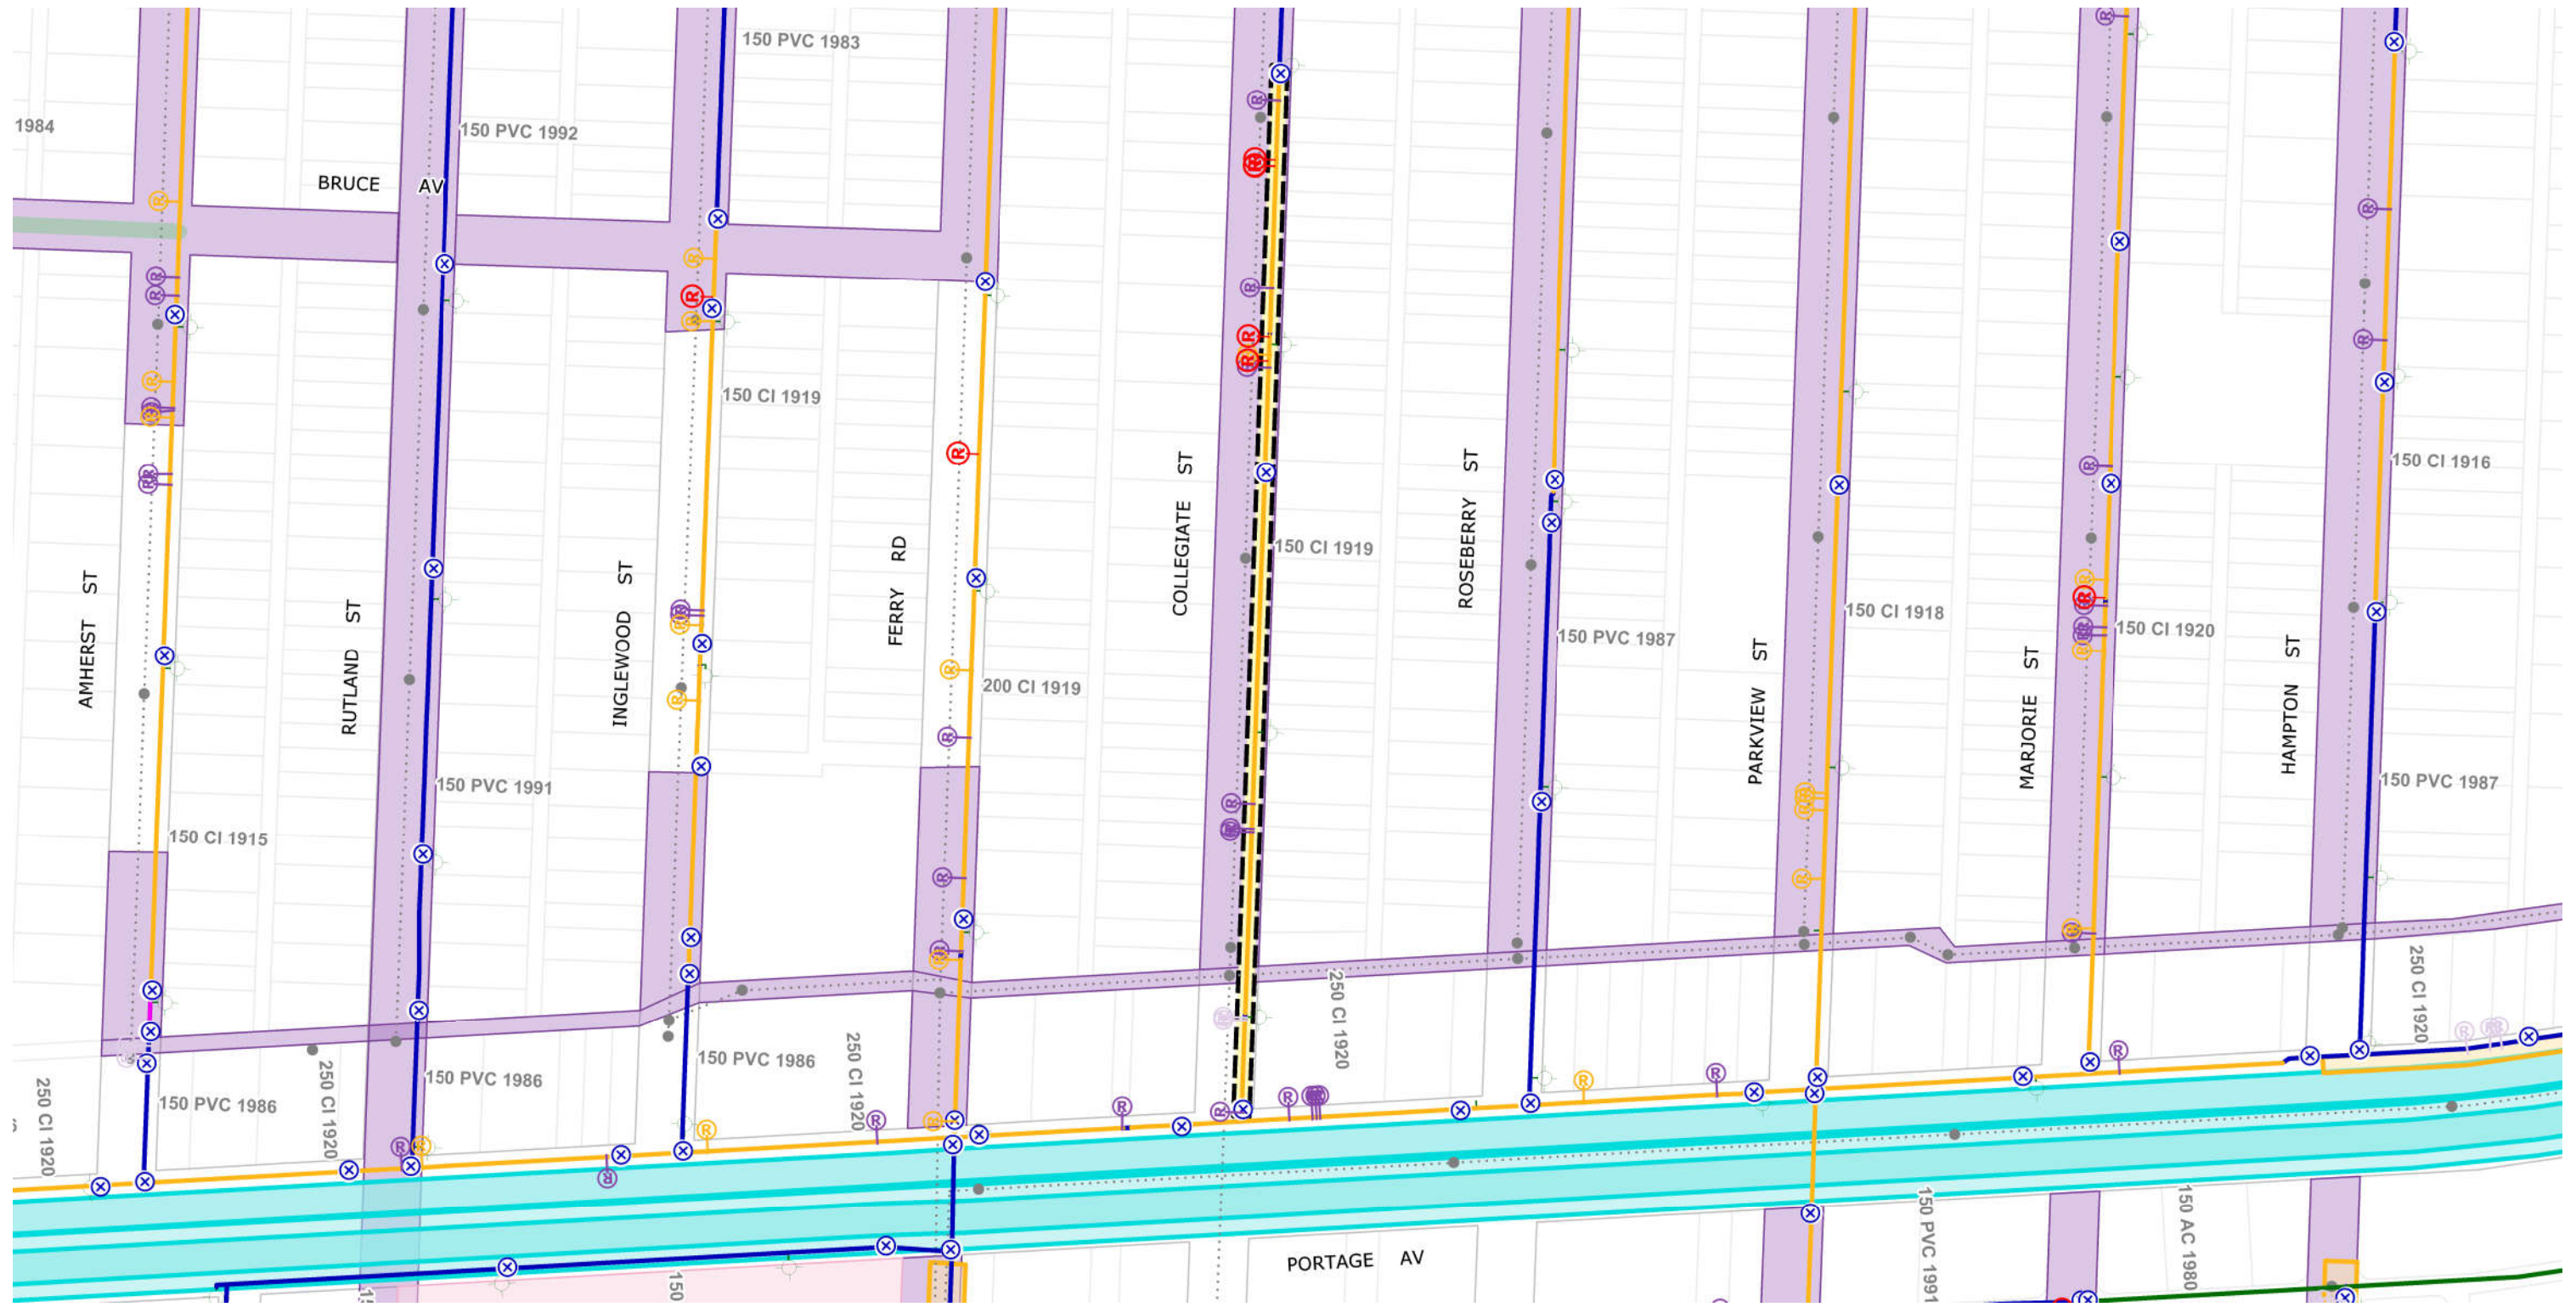 150 PVC 1983
1984
150 PVC 1992
BRUCE AV
150 CI 1919
150 CI 1916
COLLEGIATE ST
ROSEBERRY ST
150 CI 1919
FERRY RD
AMHERST ST
RUTLAND ST
INGLEWOOD ST
150 CI 1918
150 CI 1920
150 PVC 1987
PARKVIEW ST
MARJORIE ST
HAMPTON ST
200 CI 1919
150 PVC 1991
150 PVC 1987
150 CI 1915
250 CI 1920
250 CI 1920
250 CI 1920
250 CI 1920
250 CI 1920
150 PVC 1986
150 PVC 1986
150 PVC 1986
PORTAGE AV
150 PVC 1991
150 AC 1980
150